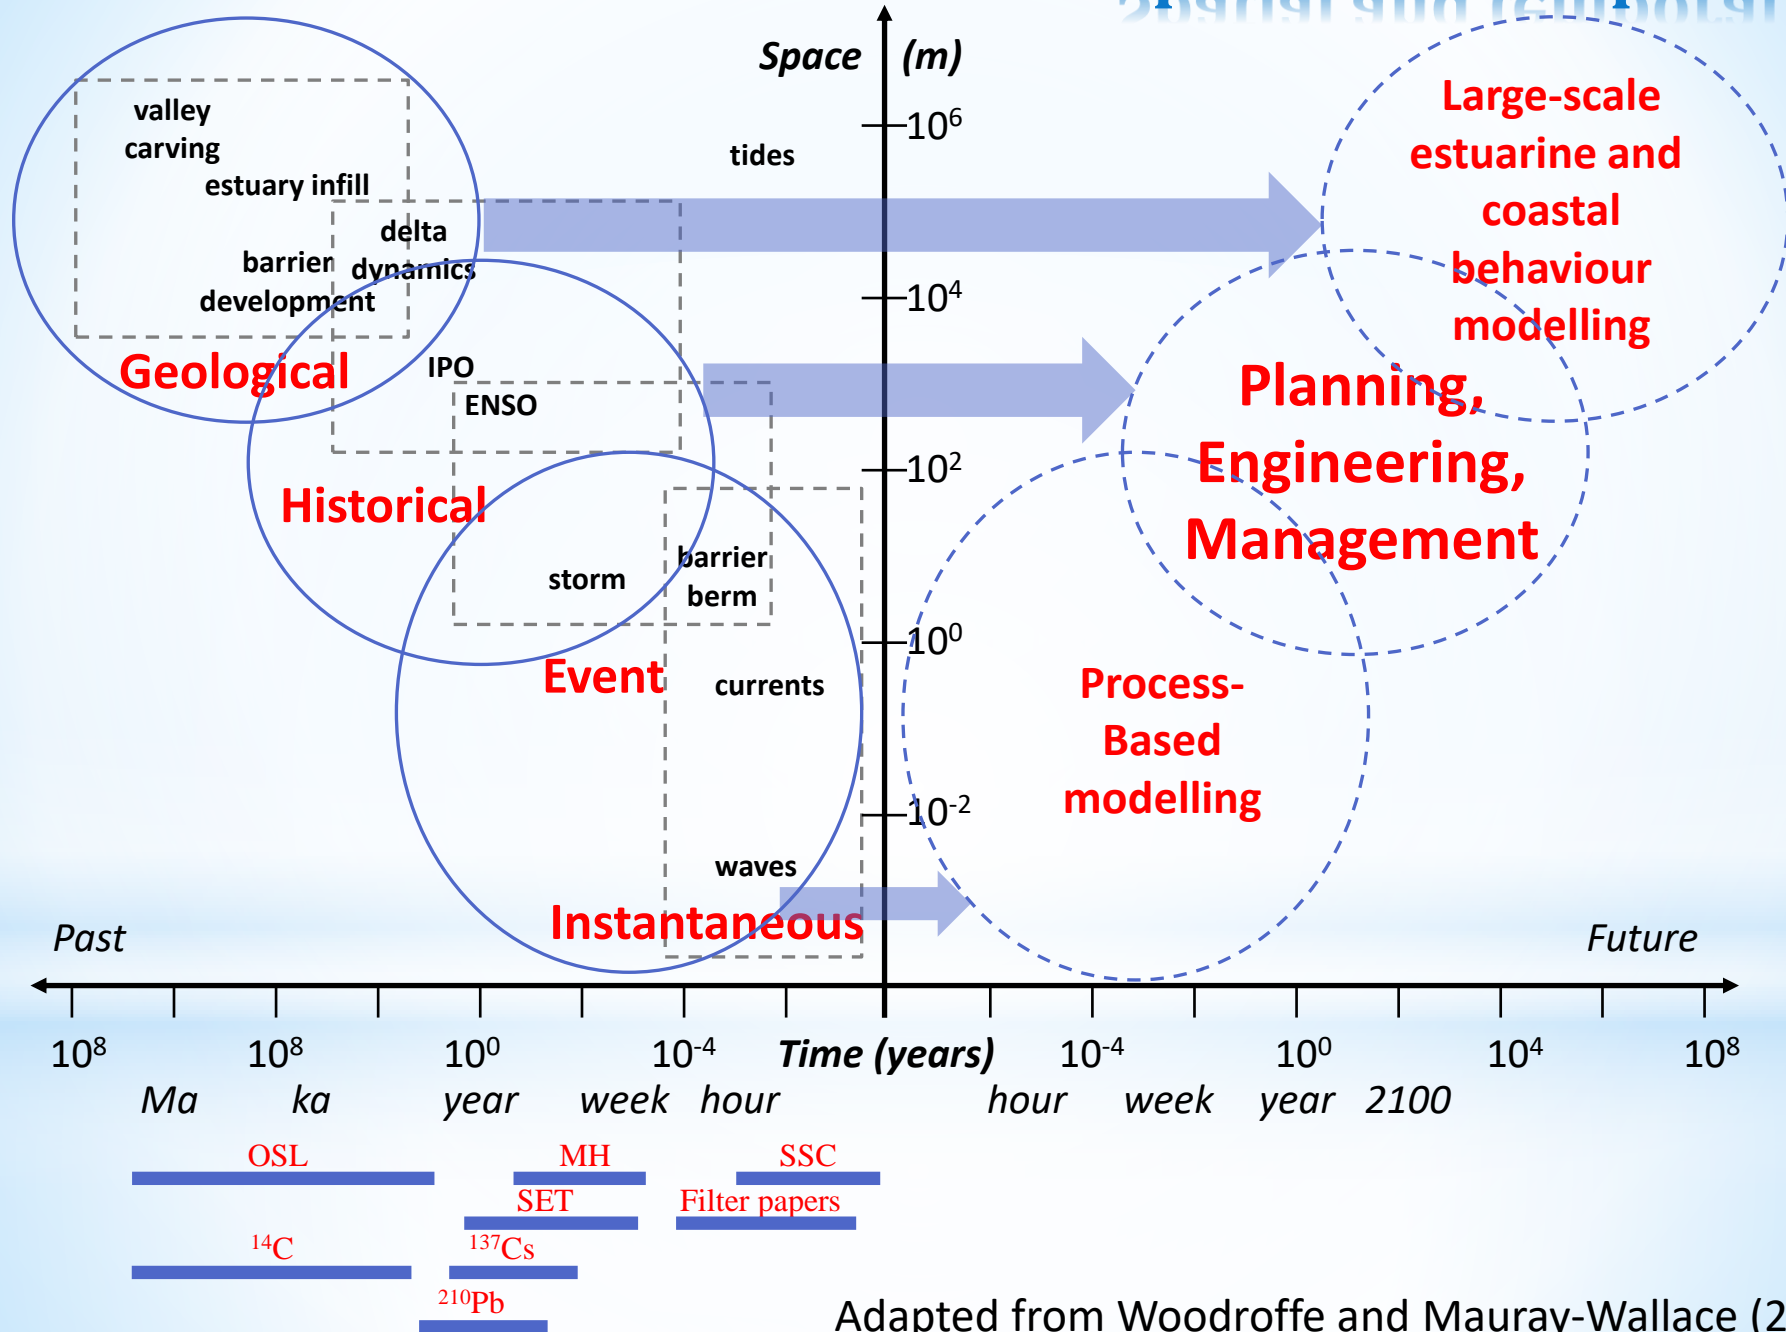 Spatial and temporal
Space (m)
10⁶
10⁴
10²
10⁰
10⁻²
valley
carving
estuary infill
delta
dynamics
barrier
development
tides
Geological
IPO
ENSO
Historical
storm
barrier
berm
Event
currents
waves
Instantaneous
Large-scale
estuarine and
coastal
behaviour
modelling
Planning,
Engineering,
Management
Process-
Based
modelling
Past
Future
10⁸ 10⁸ 10⁰ 10⁻⁴ Time (years) 10⁻⁴ 10⁰ 10⁴ 10⁸
Ma ka year week hour hour week year 2100
OSL MH SSC
SET Filter papers
¹⁴C ¹³⁷Cs
²¹⁰Pb
Adapted from Woodroffe and Mauray-Wallace (2